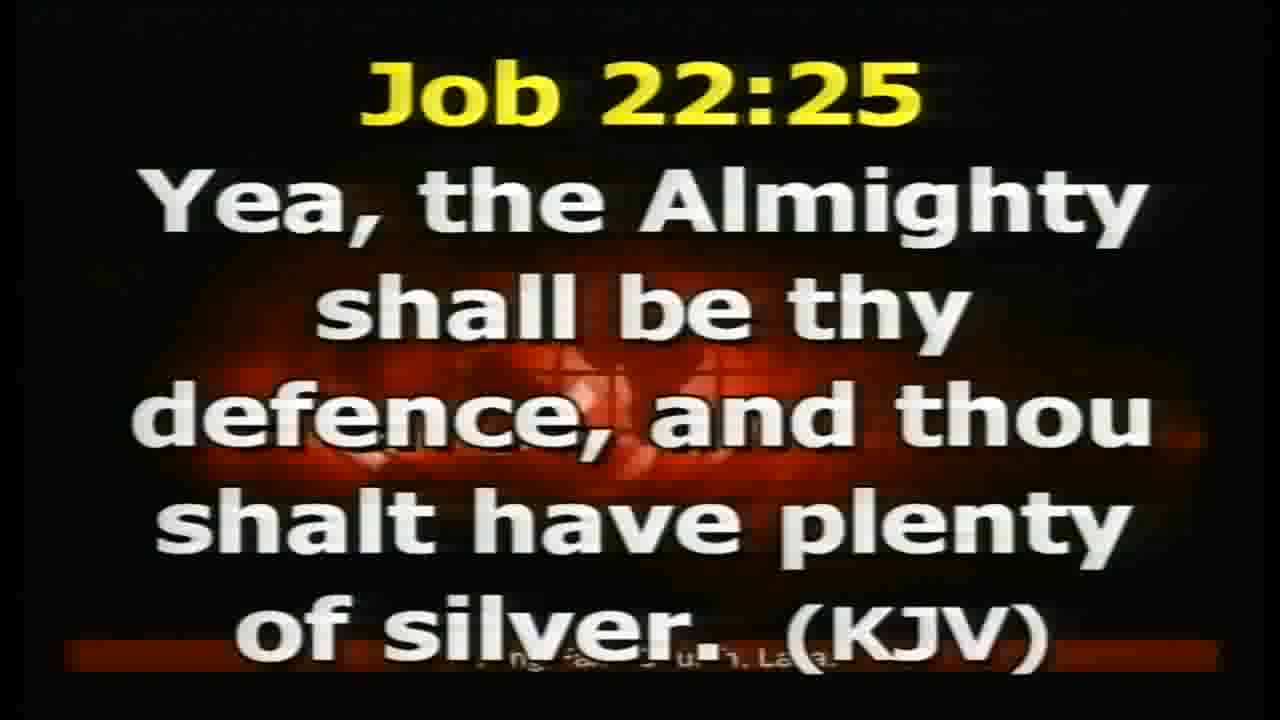 Job 22:25
Yea, the Almighty
shall be thy
defence, and thou
shalt have plenty
of silver. (KJV)